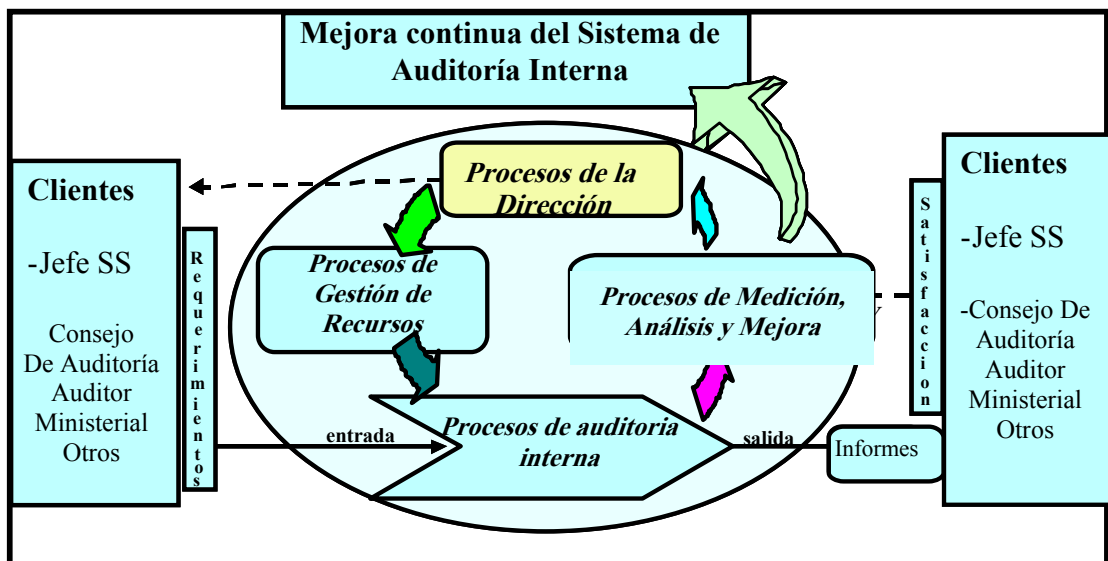 Mejora continua del Sistema de
Auditoría Interna
Clientes
-Jefe SS
Consejo
De Auditoría
Auditor
Ministerial
Otros
Requerimientos
Procesos de la
Dirección
Procesos de
Gestión de
Recursos
Procesos de Medición,
Análisis y Mejora
y
entrada
Procesos de auditoria
interna
salida
Informes
Satisfaccion
Clientes
-Jefe SS
-Consejo De
Auditoría
Auditor
Ministerial
Otros